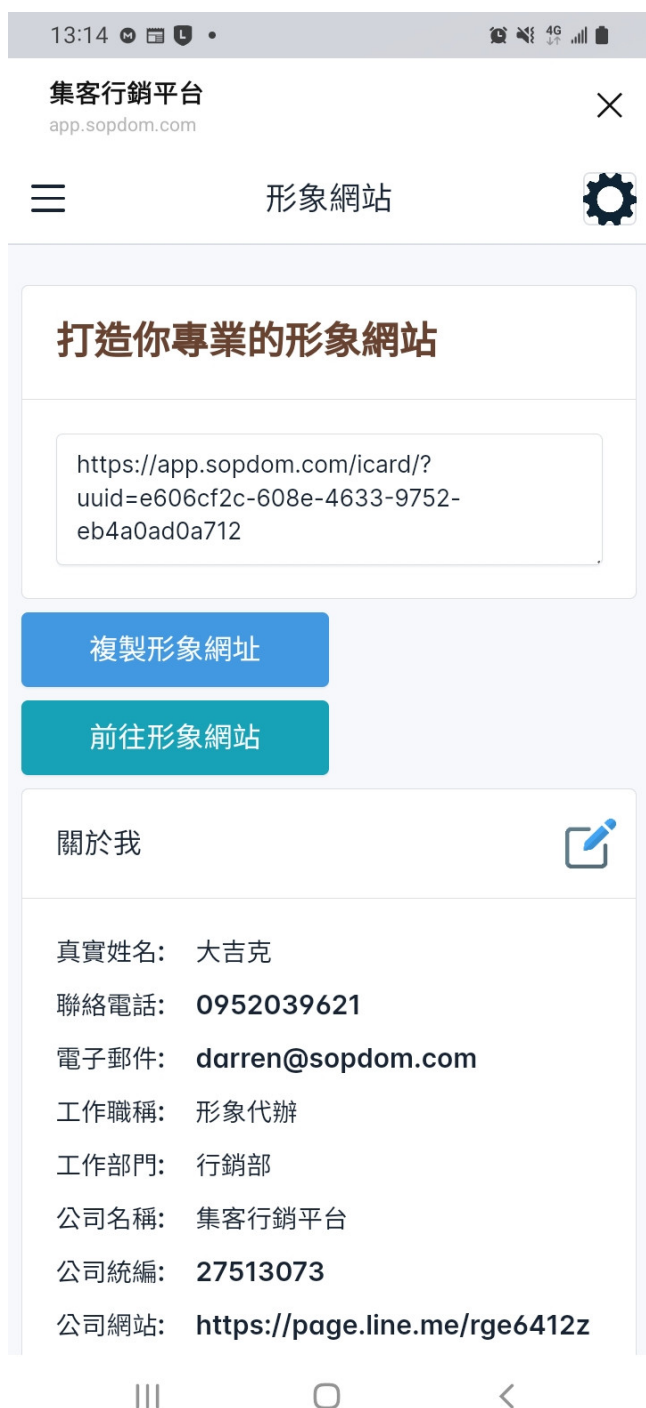 13:14
4G
集客行銷平台
app.sopdom.com
形象網站
打造你專業的形象網站
https://app.sopdom.com/icard/?
uuid=e606cf2c-608e-4633-9752-
eb4a0ad0a712
複製形象網址
前往形象網站
關於我
真實姓名: 大吉克
聯絡電話: 0952039621
電子郵件: darren@sopdom.com
工作職稱: 形象代辦
工作部門: 行銷部
公司名稱: 集客行銷平台
公司統編: 27513073
公司網站: https://page.line.me/rge6412z